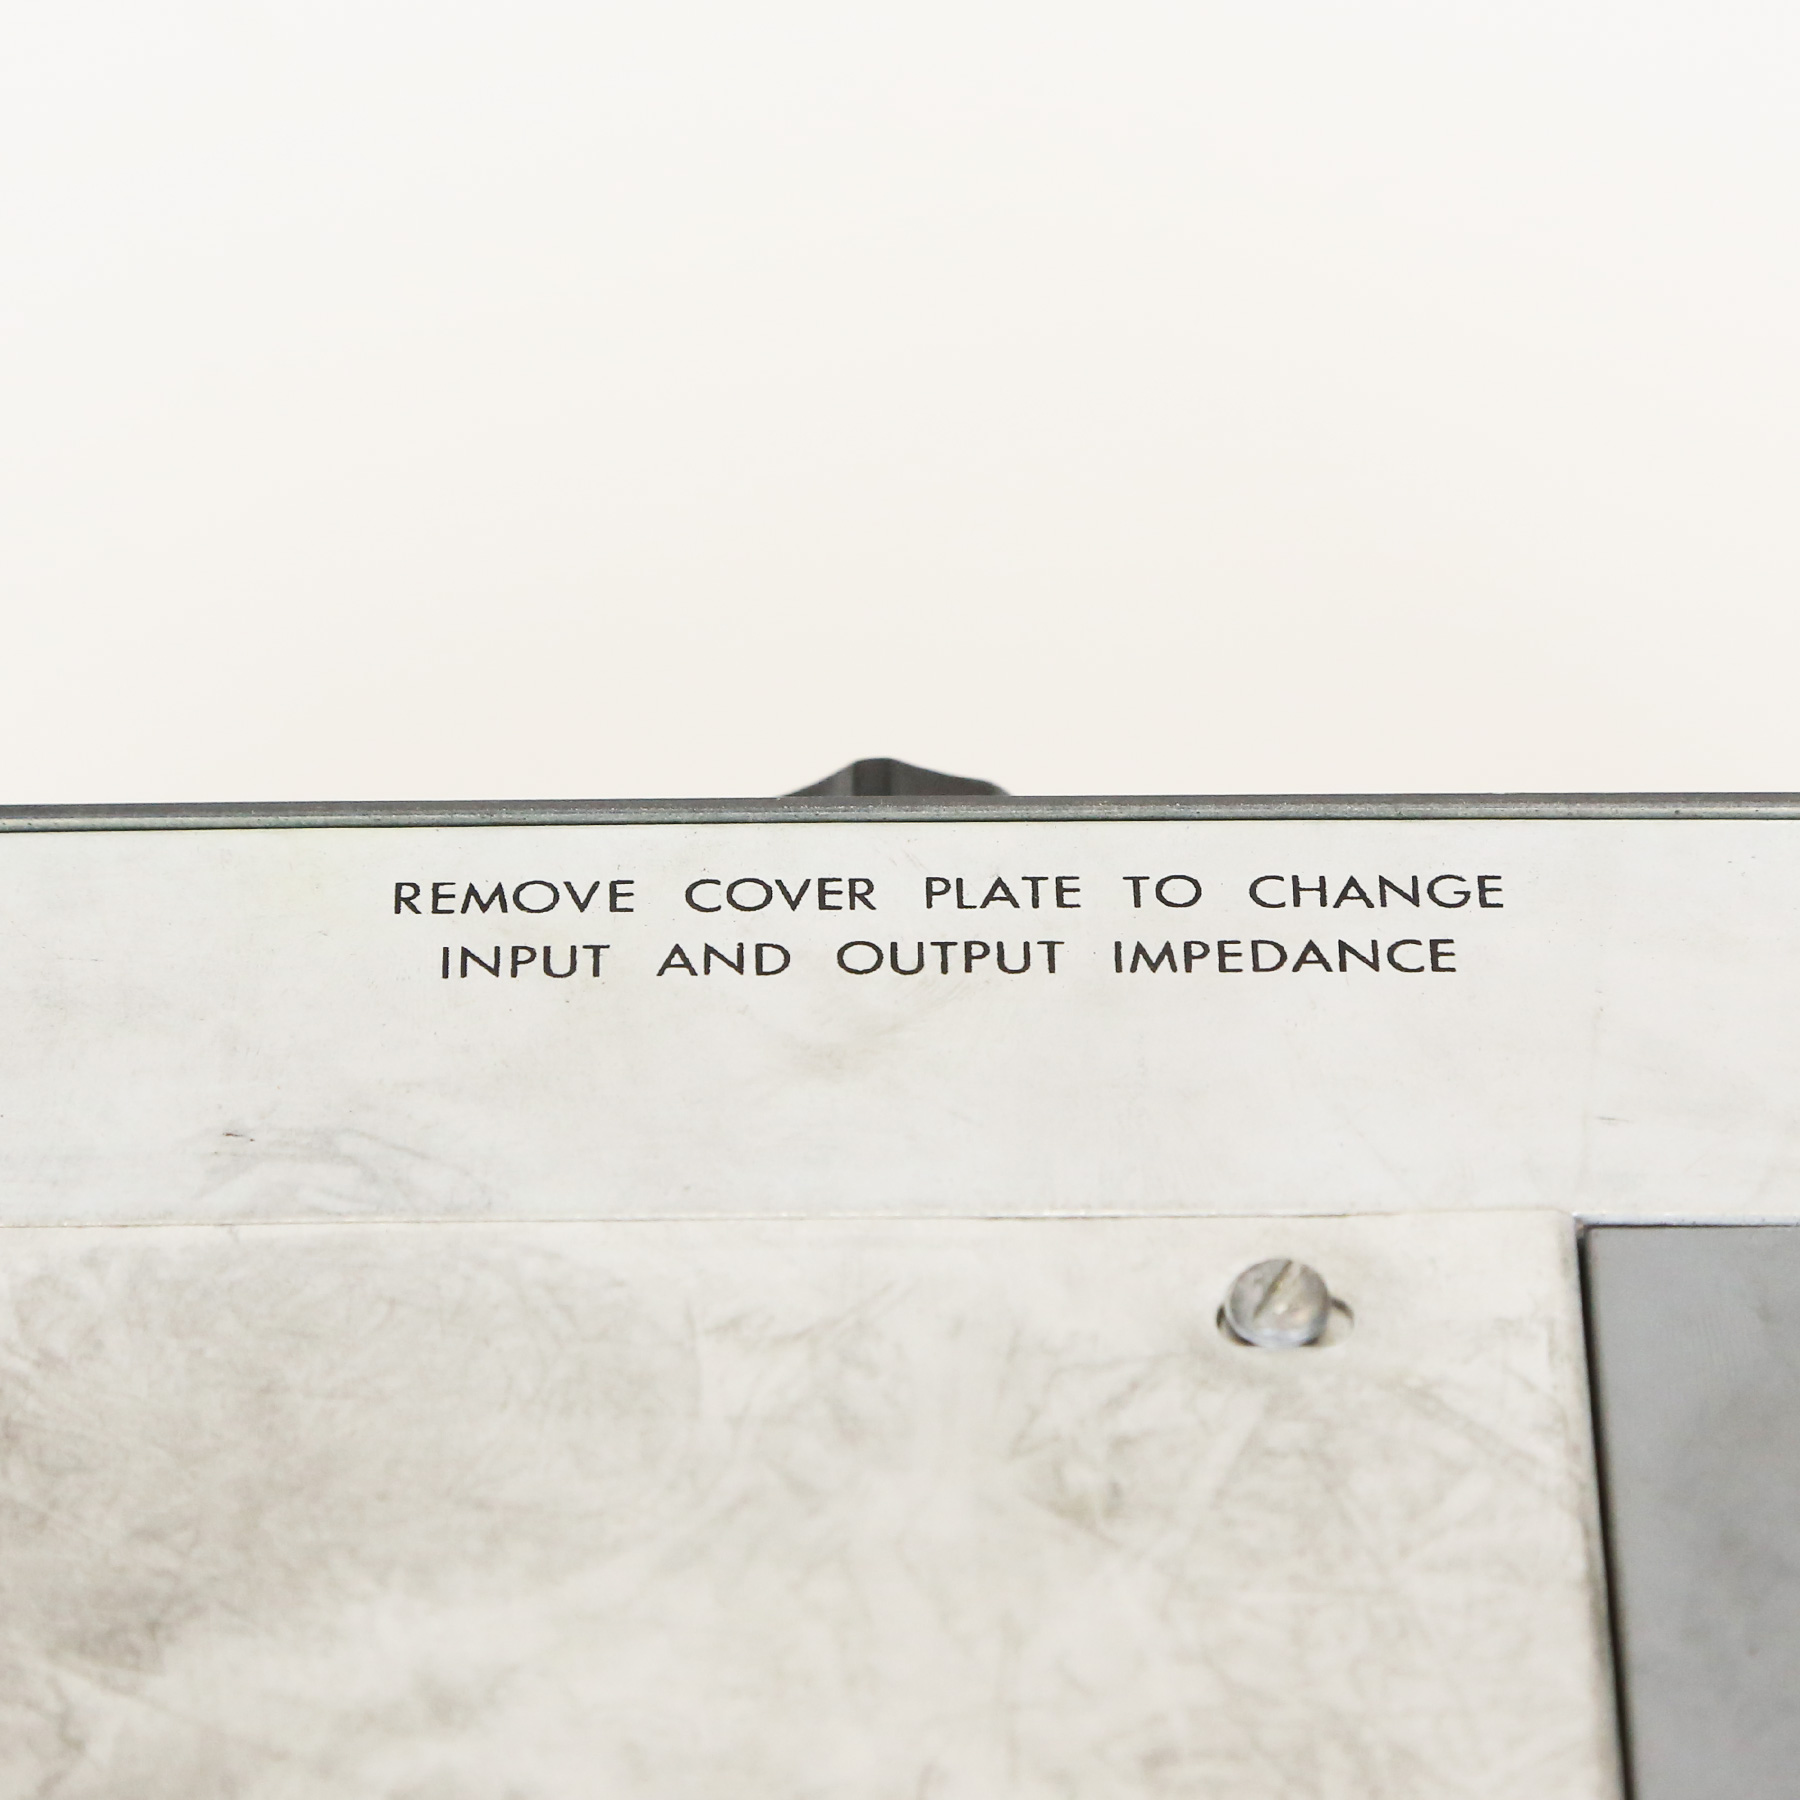 REMOVE COVER PLATE TO CHANGE
INPUT AND OUTPUT IMPEDANCE